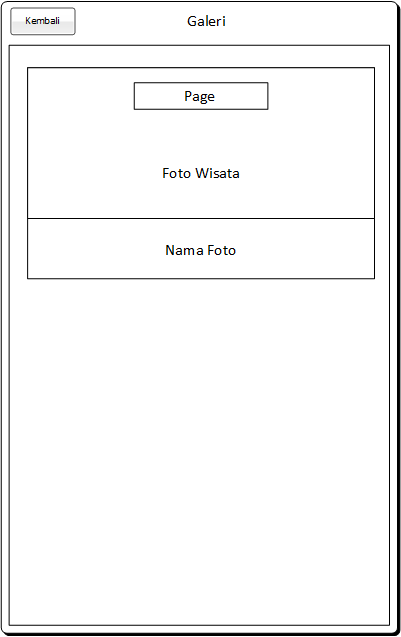 Kembali
Galeri
Page
Foto Wisata
Nama Foto